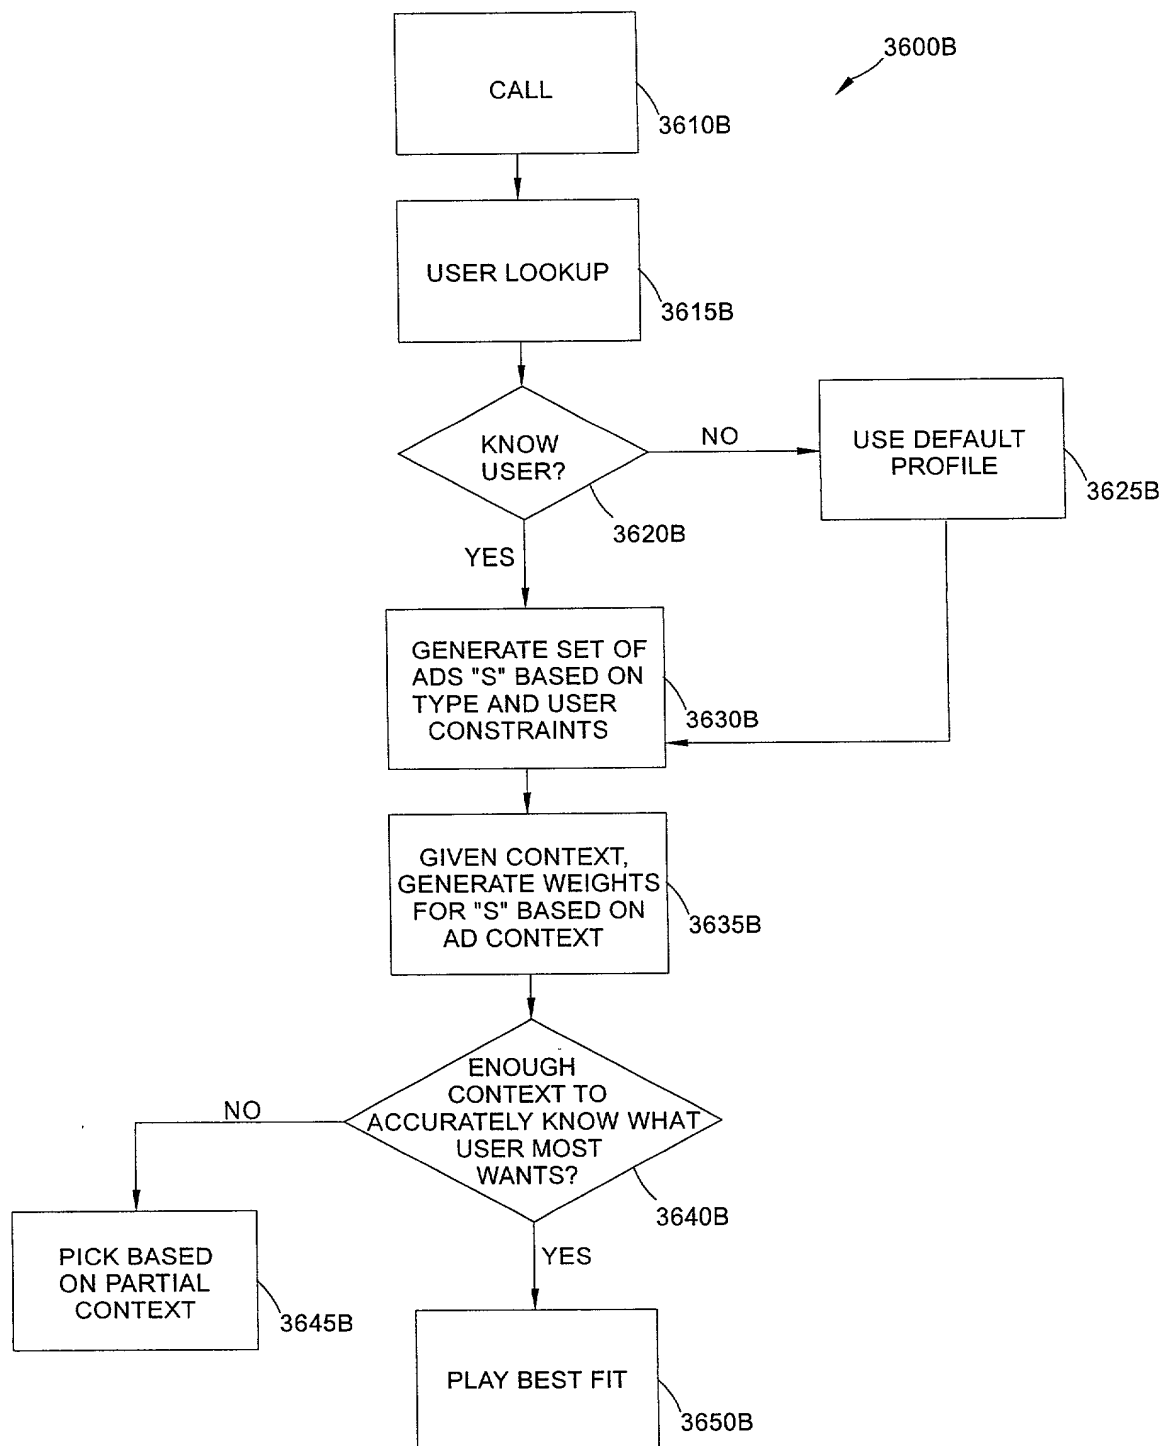 3600B
CALL
3610B
USER LOOKUP
3615B
KNOW
USER?
NO
3620B
YES
USE DEFAULT
PROFILE
3625B
GENERATE SET OF
ADS "S" BASED ON
TYPE AND USER
CONSTRAINTS
3630B
GIVEN CONTEXT,
GENERATE WEIGHTS
FOR "S" BASED ON
AD CONTEXT
3635B
ENOUGH
CONTEXT TO
ACCURATELY KNOW WHAT
USER MOST
WANTS?
3640B
NO
PICK BASED
ON PARTIAL
CONTEXT
3645B
YES
PLAY BEST FIT
3650B